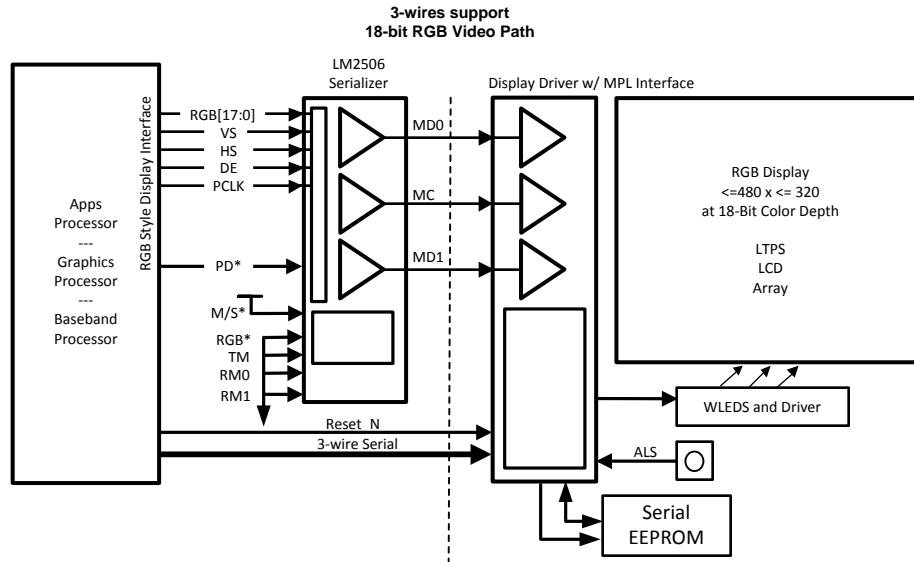 3-wires support
18-bit RGB Video Path
LM2506
Serializer
Display Driver w/ MPL Interface
RGB Style Display Interface
Apps
Processor
---
Graphics
Processor
---
Baseband
Processor
RGB[17:0]
VS
HS
DE
PCLK
PD*
M/S*
RGB*
TM
RM0
RM1
Reset N
3-wire Serial
MD0
MC
MD1
RGB Display
<=480 x <= 320
at 18-Bit Color Depth
LTPS
LCD
Array
WLEDS and Driver
ALS
Serial
EEPROM